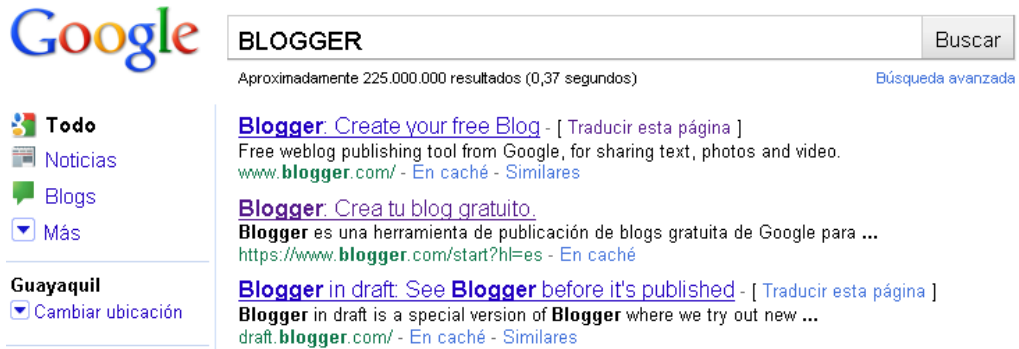 Google
BLOGGER
Buscar
Aproximadamente 225.000.000 resultados (0,37 segundos)
Búsqueda avanzada
Todo
Noticias
Blogs
Más
Guayaquil
Cambiar ubicación
Blogger: Create your free Blog - [ Traducir esta página ]
Free weblog publishing tool from Google, for sharing text, photos and video.
www.blogger.com/ - En caché - Similares
Blogger: Crea tu blog gratuito.
Blogger es una herramienta de publicación de blogs gratuita de Google para ...
https://www.blogger.com/start?hl=es - En caché
Blogger in draft: See Blogger before it's published - [ Traducir esta página ]
Blogger in draft is a special version of Blogger where we try out new ...
draft.blogger.com/ - En caché - Similares